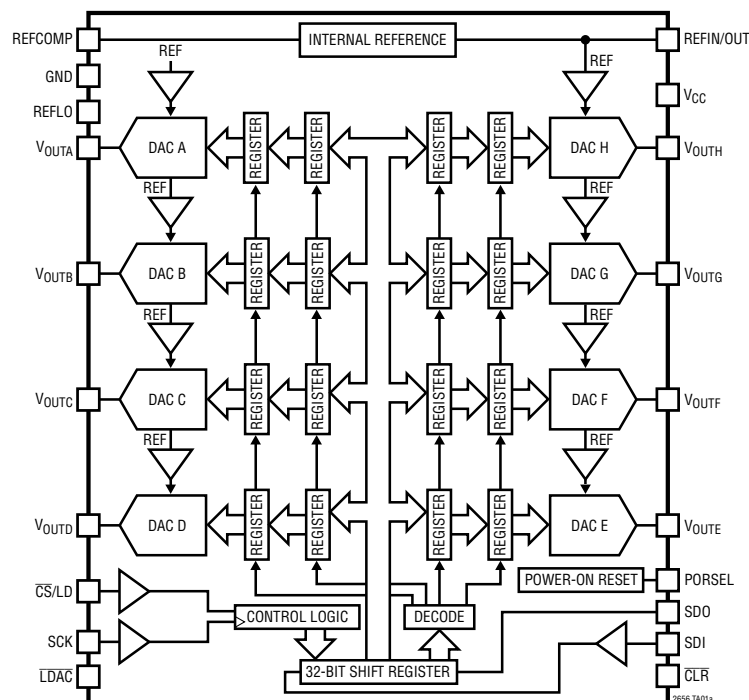 REFCOMP
INTERNAL REFERENCE
REFIN/OUT
REF
REF
GND
VCC
REFLO
VOUTA
DAC A
REGISTER
REGISTER
REGISTER
REGISTER
DAC H
VOUTH
REF
REF
VOUTB
DAC B
REGISTER
REGISTER
REGISTER
REGISTER
DAC G
VOUTG
REF
REF
VOUTC
DAC C
REGISTER
REGISTER
REGISTER
REGISTER
DAC F
VOUTF
REF
REF
VOUTD
DAC D
REGISTER
REGISTER
REGISTER
REGISTER
DAC E
VOUTE
C̅S̅/LD
POWER-ON RESET
PORSEL
CONTROL LOGIC
DECODE
SDO
SCK
SDI
L̅D̅A̅C̅
32-BIT SHIFT REGISTER
C̅L̅R̅
2656 TA01a